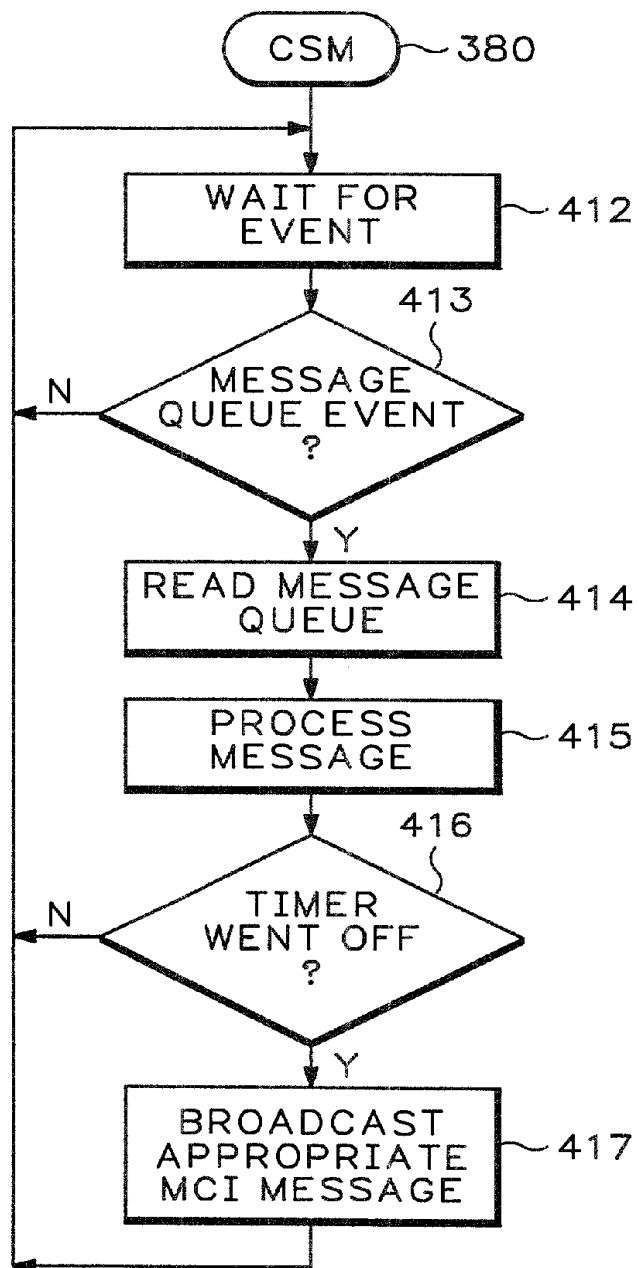 CSM
380
WAIT FOR
EVENT
412
413
MESSAGE
QUEUE EVENT
?
N
Y
READ MESSAGE
QUEUE
414
PROCESS
MESSAGE
415
416
TIMER
WENT OFF
?
N
Y
BROADCAST
APPROPRIATE
MCI MESSAGE
417